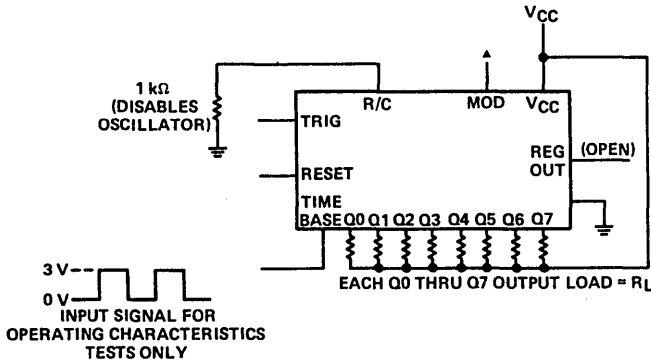 VCC
1 kΩ
(DISABLES
OSCILLATOR)
R/C
MOD
VCC
TRIG
REG
OUT
(OPEN)
RESET
TIME
BASE Q0 Q1 Q2 Q3 Q4 Q5 Q6 Q7
3 V
0 V
EACH Q0 THRU Q7 OUTPUT LOAD = RL
INPUT SIGNAL FOR
OPERATING CHARACTERISTICS
TESTS ONLY